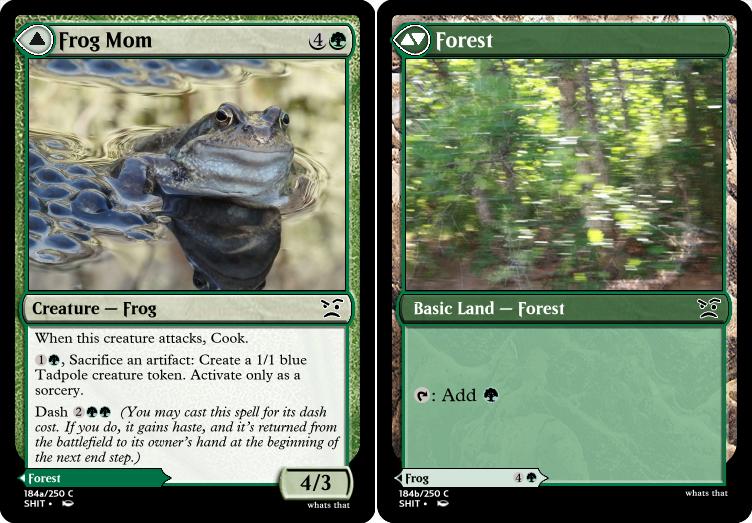 Frog Mom
4
Creature — Frog
When this creature attacks, Cook.
1, Sacrifice an artifact: Create a 1/1 blue
Tadpole creature token. Activate only as a
sorcery.
Dash 2 (You may cast this spell for its dash
cost. If you do, it gains haste, and it's returned from
the battlefield to its owner's hand at the beginning of
the next end step.)
Forest
4/3
184a/250 C
SHIT •
whats that
Forest
Basic Land — Forest
: Add
Frog 4
184b/250 C
SHIT •
whats that